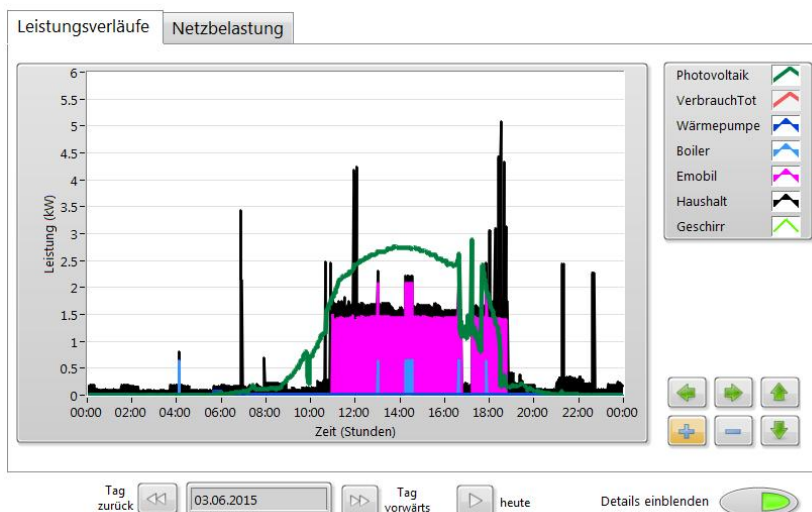 Leistungsverläufe Netzbelastung
Leistung (kW)
6
5.5
5
4.5
4
3.5
3
2.5
2
1.5
1
0.5
0
00:00 02:00 04:00 06:00 08:00 10:00 12:00 14:00 16:00 18:00 20:00 22:00 00:00
Zeit (Stunden)
Photovoltaik
VerbrauchTot
Wärmepumpe
Boiler
Emobil
Haushalt
Geschirr
Tag
zurück
03.06.2015
Tag
vorwärts
heute
Details einblenden